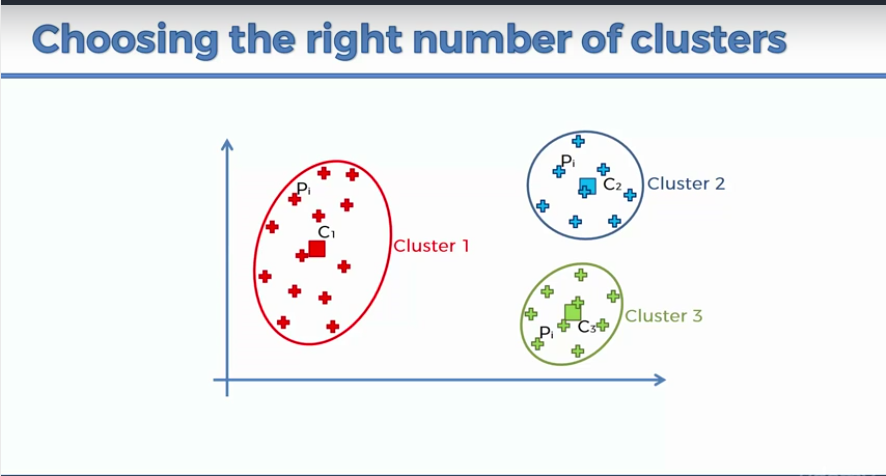 Choosing the right number of clusters
Pᵢ
Cluster 2
C₂
Pᵢ
C₁
Cluster 1
Cluster 3
C₃
Pᵢ